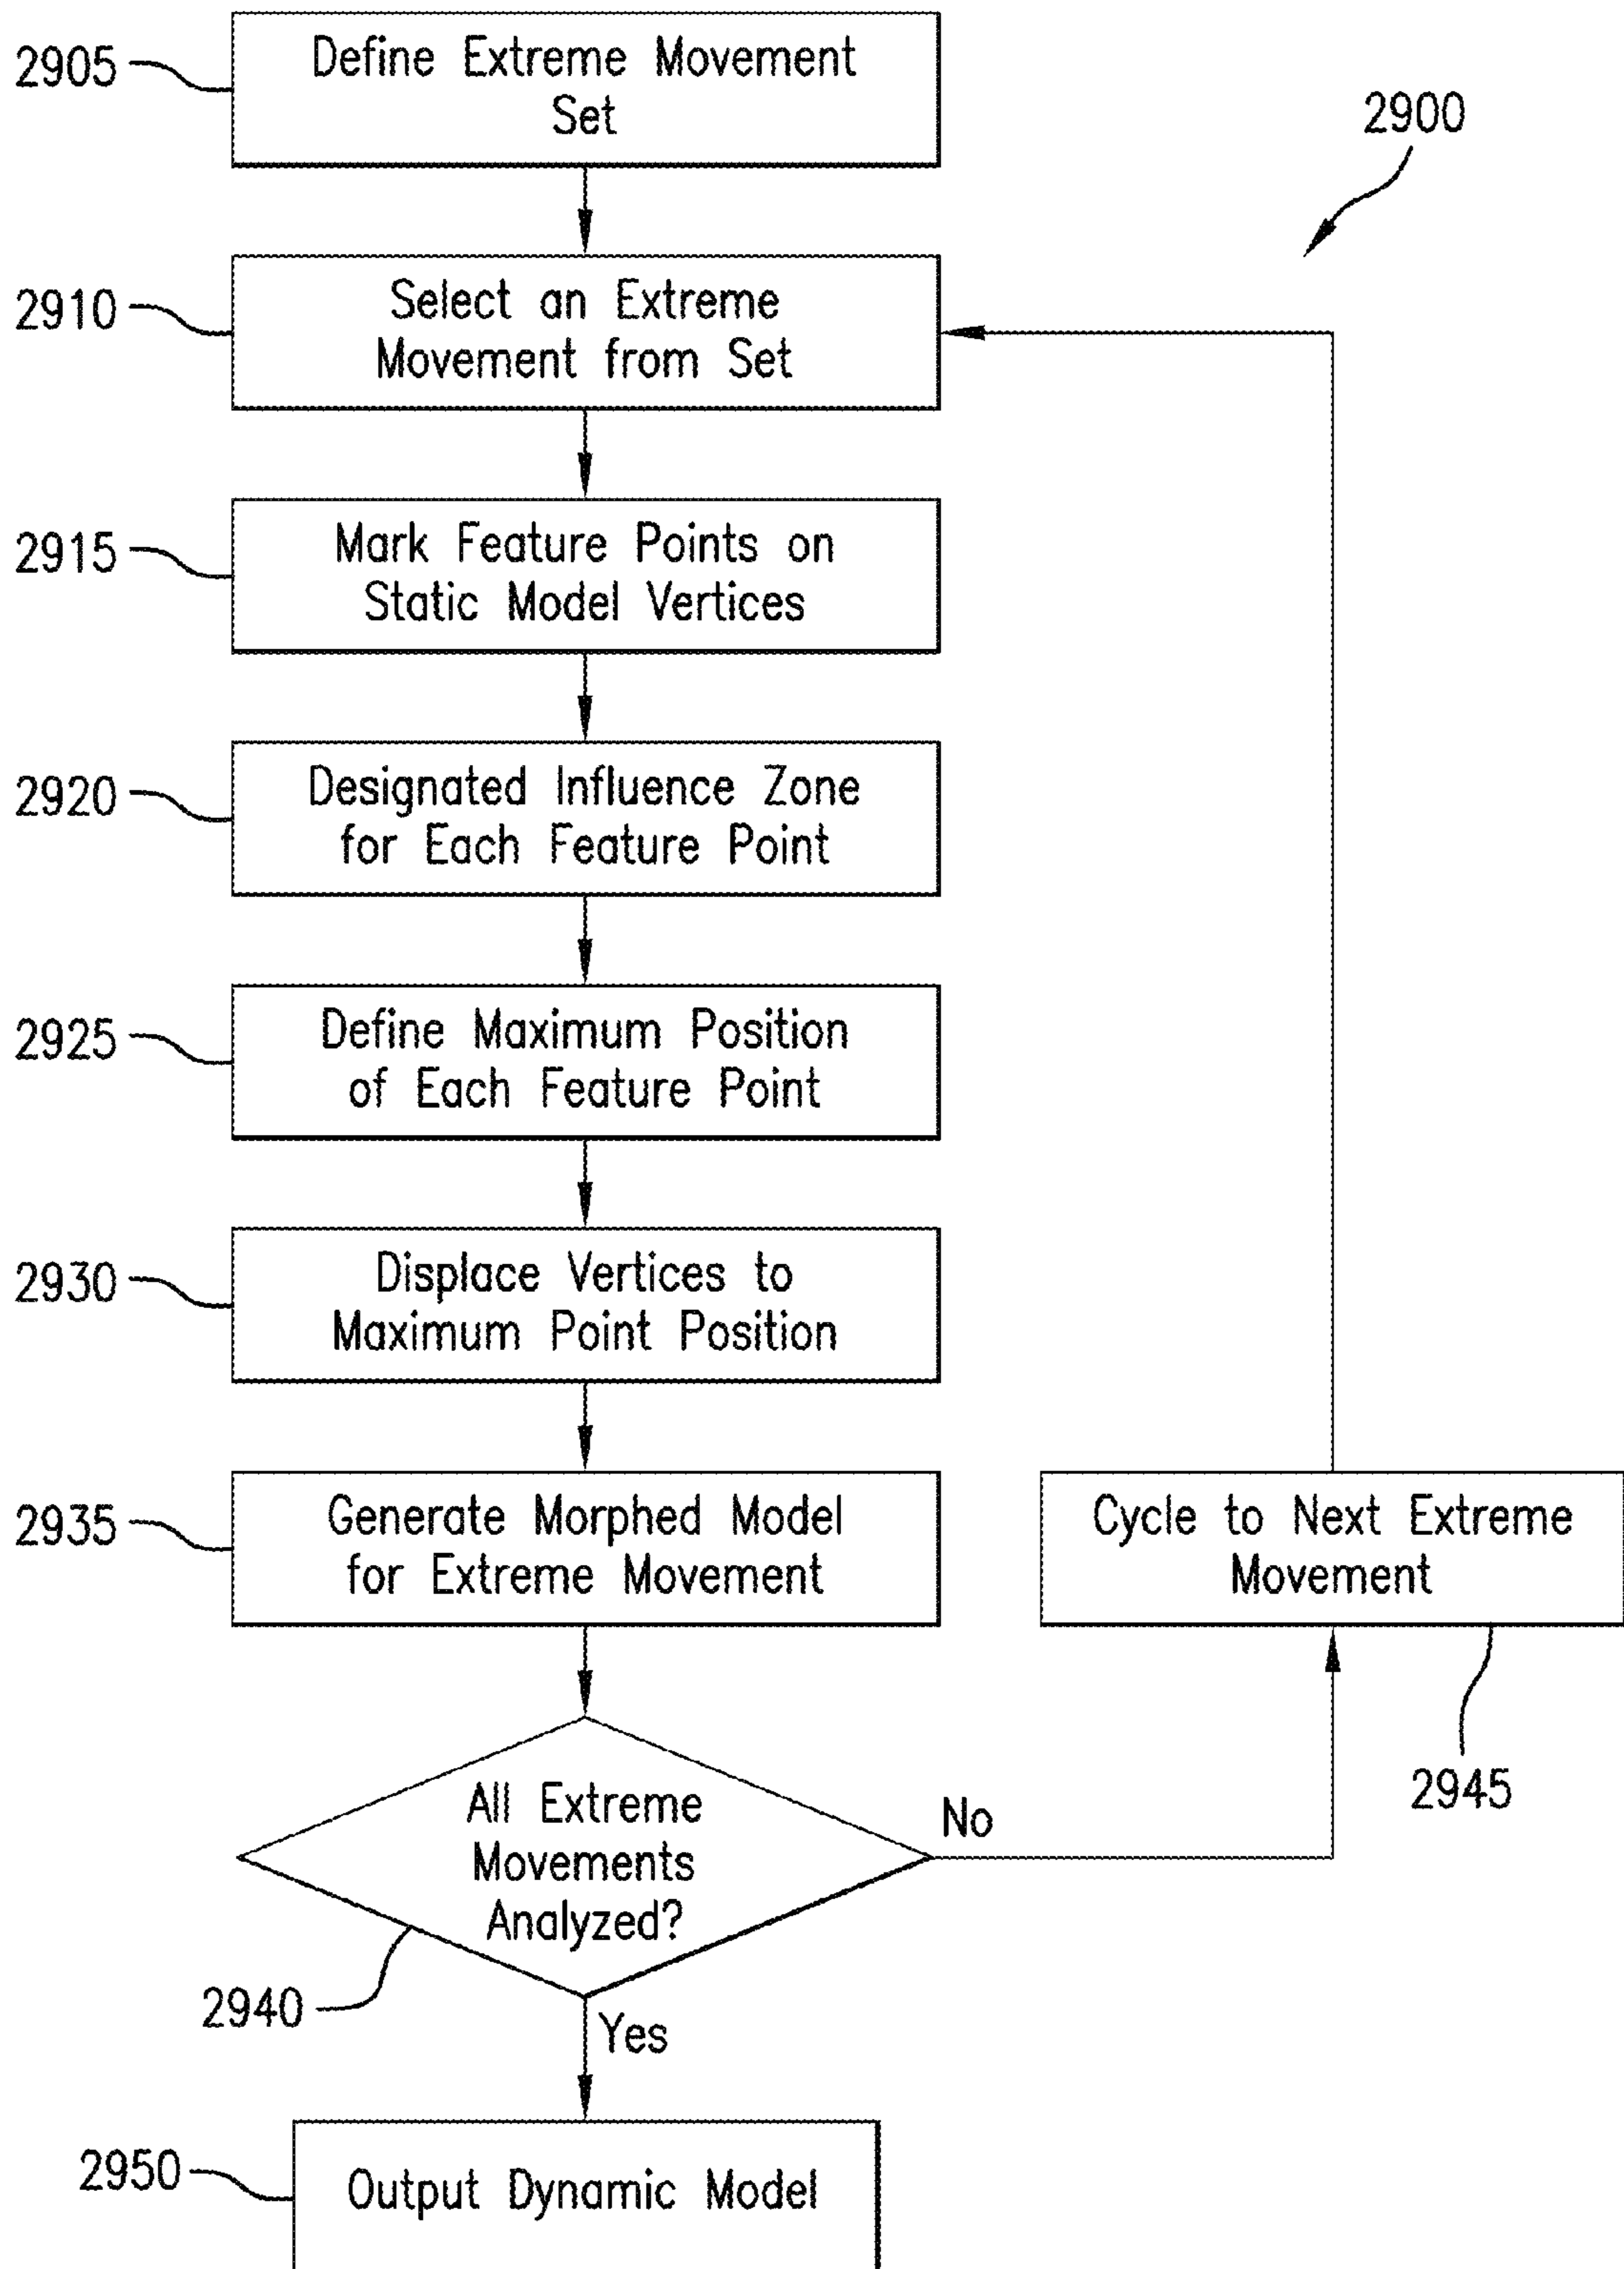 2905
Define Extreme Movement
Set
2900
2910
Select an Extreme
Movement from Set
2915
Mark Feature Points on
Static Model Vertices
2920
Designated Influence Zone
for Each Feature Point
2925
Define Maximum Position
of Each Feature Point
2930
Displace Vertices to
Maximum Point Position
2935
Generate Morphed Model
for Extreme Movement
Cycle to Next Extreme
Movement
2945
All Extreme
Movements
Analyzed?
No
2940
Yes
2950
Output Dynamic Model